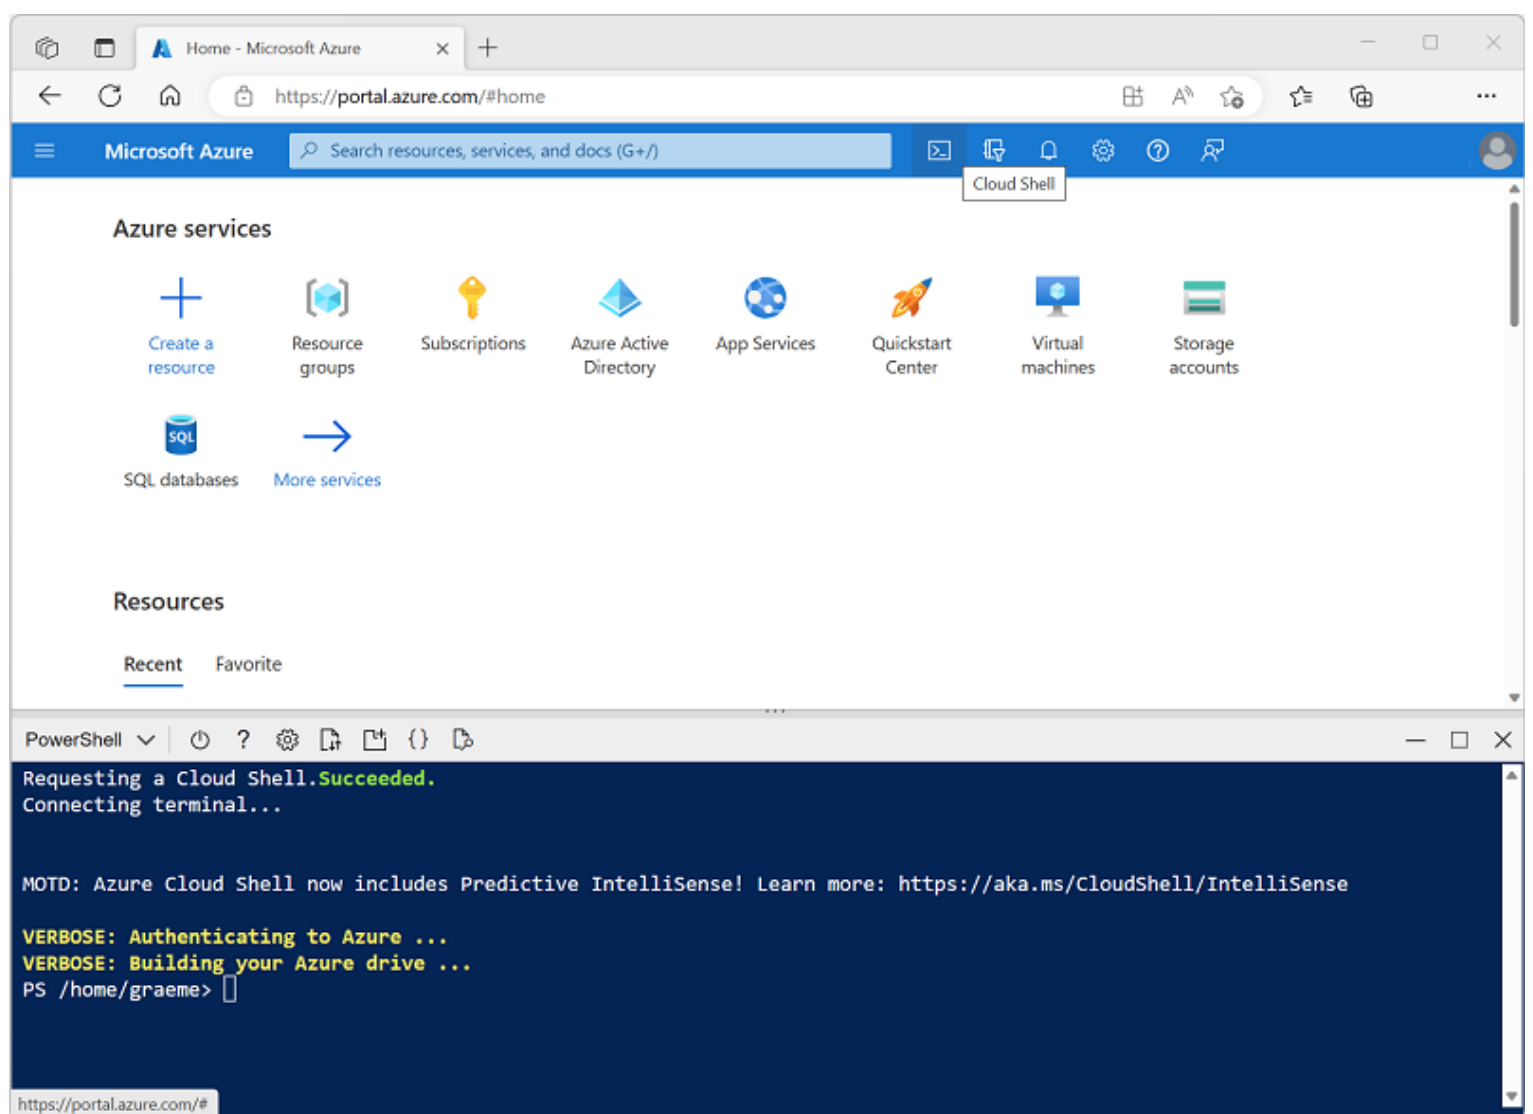 Home - Microsoft Azure
https://portal.azure.com/#home
Microsoft Azure
Search resources, services, and docs (G+/)
Cloud Shell
Azure services
Create a
resource
Resource
groups
Subscriptions
Azure Active
Directory
App Services
Quickstart
Center
Virtual
machines
Storage
accounts
SQL
SQL databases
More services
Resources
Recent
Favorite
PowerShell
Requesting a Cloud Shell.Succeeded.
Connecting terminal...
MOTD: Azure Cloud Shell now includes Predictive IntelliSense! Learn more: https://aka.ms/CloudShell/IntelliSense
VERBOSE: Authenticating to Azure ...
VERBOSE: Building your Azure drive ...
PS /home/graeme>
https://portal.azure.com/#